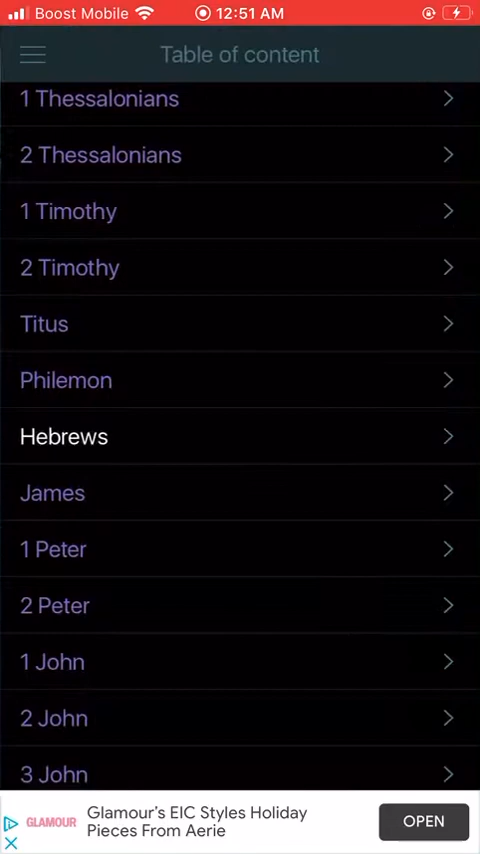 Boost Mobile 12:51 AM
Table of content
1 Thessalonians
2 Thessalonians
1 Timothy
2 Timothy
Titus
Philemon
Hebrews
James
1 Peter
2 Peter
1 John
2 John
3 John
GLAMOUR
Glamour's EIC Styles Holiday
Pieces From Aerie
OPEN